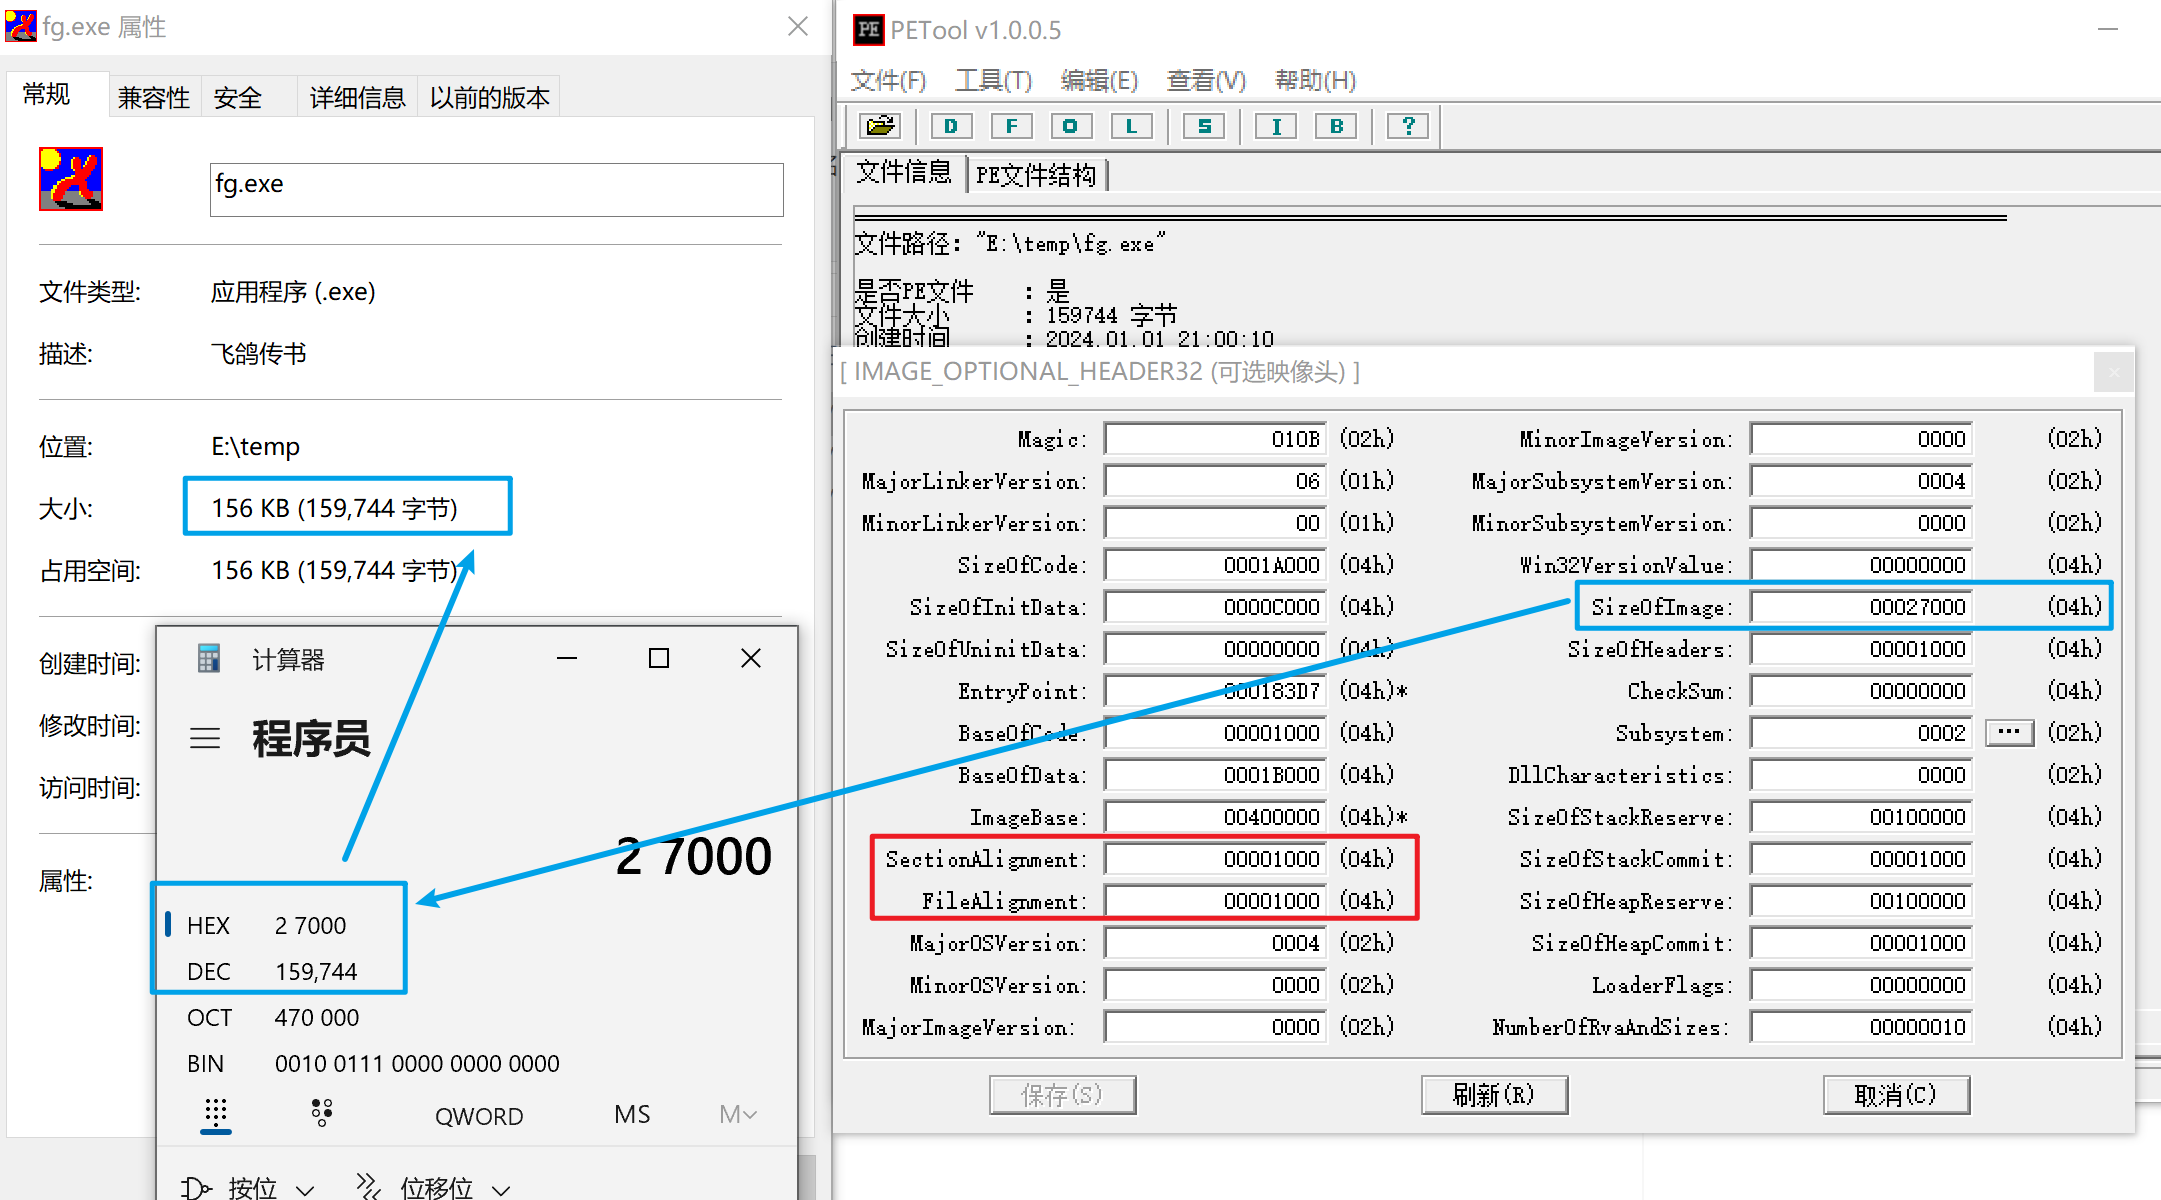 fg.exe 属性
常规
兼容性
安全
详细信息
以前的版本
fg.exe
文件类型:
应用程序 (.exe)
描述:
飞鸽传书
位置:
E:\temp
大小:
156 KB (159,744 字节)
占用空间:
156 KB (159,744 字节)
创建时间:
修改时间:
访问时间:
属性:
计算器
程序员
2 7000
HEX 2 7000
DEC 159,744
OCT 470 000
BIN 0010 0111 0000 0000 0000
QWORD
MS
M
按位
位移位
PE
PETool v1.0.0.5
文件(F) 工具(T) 编辑(E) 查看(V) 帮助(H)
D F O L S I B ?
文件信息
PE文件结构
文件路径: "E:\temp\fg.exe"
是否PE文件 : 是
文件大小 : 159744 字节
创建时间 : 2024.01.01 21:00:10
[ IMAGE_OPTIONAL_HEADER32 (可选映像头) ]
Magic: 010B (02h)
MajorLinkerVersion: 06 (01h)
MinorLinkerVersion: 00 (01h)
SizeOfCode: 0001A000 (04h)
SizeOfInitData: 0000C000 (04h)
SizeOfUninitData: 00000000 (04h)
EntryPoint: 000183D7 (04h)*
BaseOfCode: 00001000 (04h)
BaseOfData: 0001B000 (04h)
ImageBase: 00400000 (04h)*
SectionAlignment: 00001000 (04h)
FileAlignment: 00001000 (04h)
MajorOSVersion: 0004 (02h)
MinorOSVersion: 0000 (02h)
MajorImageVersion: 0000 (02h)
MinorImageVersion: 0000 (02h)
MajorSubsystemVersion: 0004 (02h)
MinorSubsystemVersion: 0000 (02h)
Win32VersionValue: 00000000 (04h)
SizeOfImage: 00027000 (04h)
SizeOfHeaders: 00001000 (04h)
CheckSum: 00000000 (04h)
Subsystem: 0002 ... (02h)
DllCharacteristics: 0000 (02h)
SizeOfStackReserve: 00100000 (04h)
SizeOfStackCommit: 00001000 (04h)
SizeOfHeapReserve: 00100000 (04h)
SizeOfHeapCommit: 00001000 (04h)
LoaderFlags: 00000000 (04h)
NumberOfRvaAndSizes: 00000010 (04h)
保存(S)
刷新(R)
取消(C)